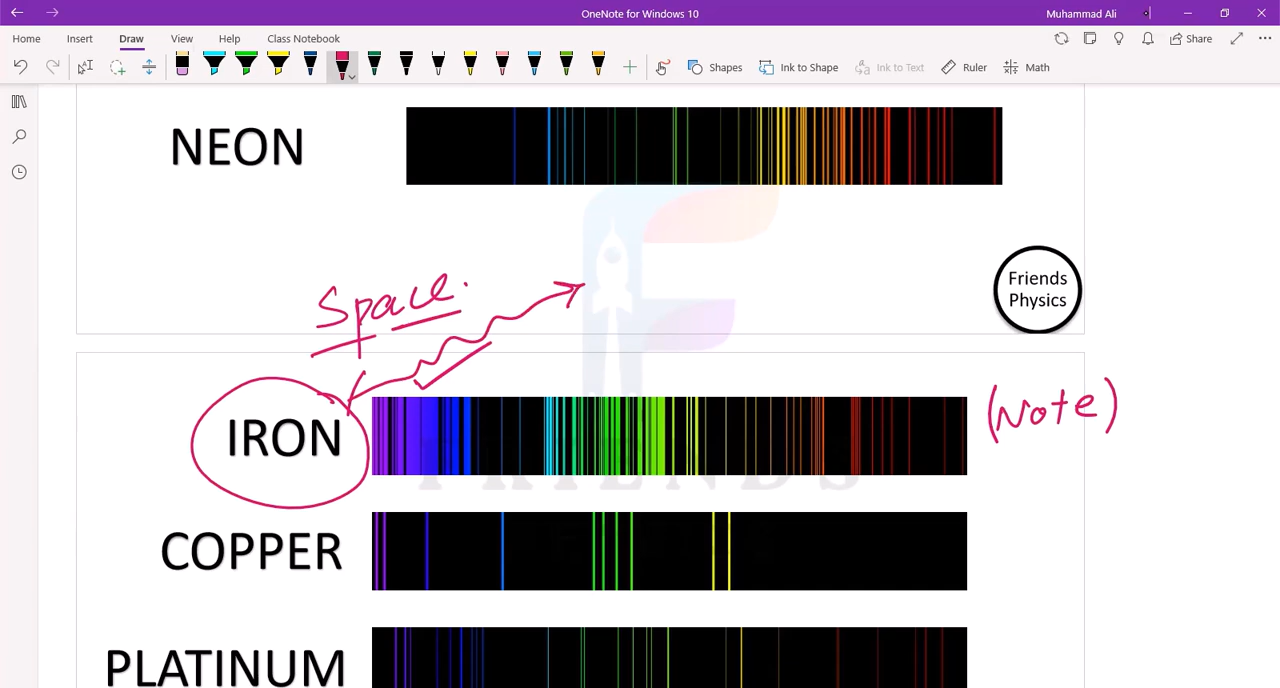 OneNote for Windows 10
Muhammad Ali
Home Insert Draw View Help Class Notebook
Share
Shapes Ink to Shape Ink to Text Ruler Math
NEON
Friends
Physics
Space.
IRON
(Note)
FRIENDS
COPPER
PLATINUM